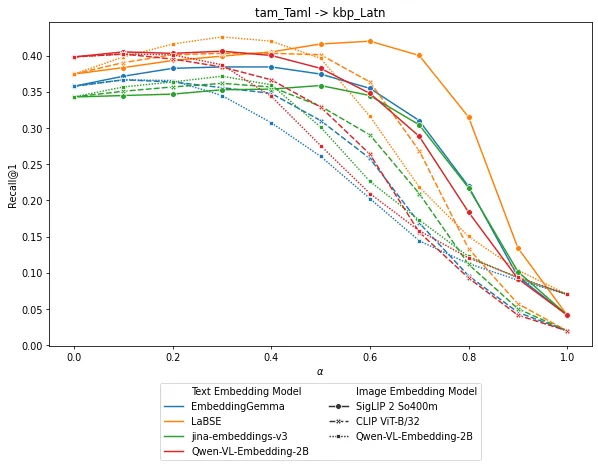 tam_Taml -> kbp_Latn
Recall@1
0.40
0.35
0.30
0.25
0.20
0.15
0.10
0.05
0.00
0.0 0.2 0.4 0.6 0.8 1.0
α
Text Embedding Model
EmbeddingGemma
LaBSE
jina-embeddings-v3
Qwen-VL-Embedding-2B
Image Embedding Model
SigLIP 2 So400m
CLIP ViT-B/32
Qwen-VL-Embedding-2B